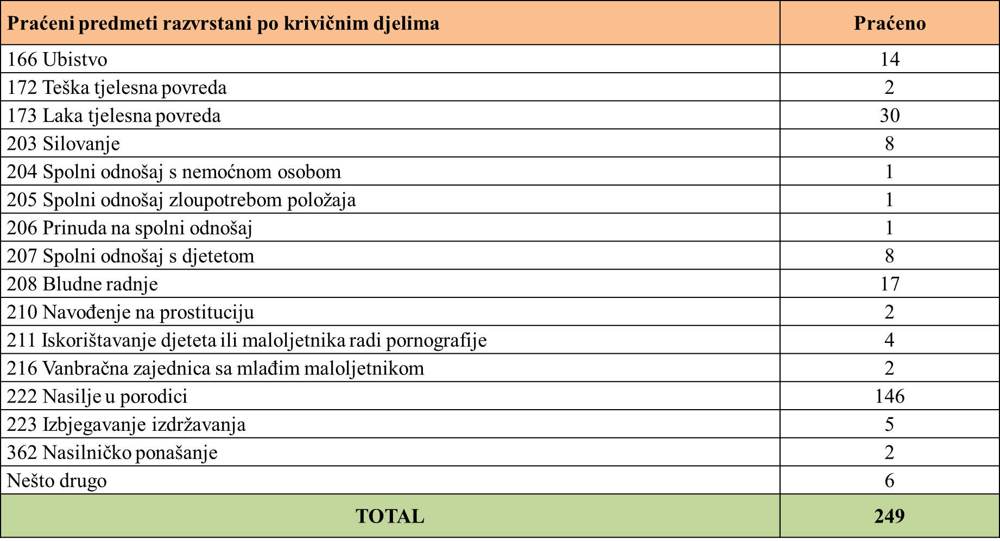 Praćeni predmeti razvrstani po krivičnim djelima Praćeno
166 Ubistvo 14
172 Teška tjelesna povreda 2
173 Laka tjelesna povreda 30
203 Silovanje 8
204 Spolni odnošaj s nemoćnom osobom 1
205 Spolni odnošaj zloupotrebom položaja 1
206 Prinuda na spolni odnošaj 1
207 Spolni odnošaj s djetetom 8
208 Bludne radnje 17
210 Navođenje na prostituciju 2
211 Iskorištavanje djeteta ili maloljetnika radi pornografije 4
216 Vanbračna zajednica sa mlađim maloljetnikom 2
222 Nasilje u porodici 146
223 Izbjegavanje izdržavanja 5
362 Nasilničko ponašanje 2
Nešto drugo 6
TOTAL 249